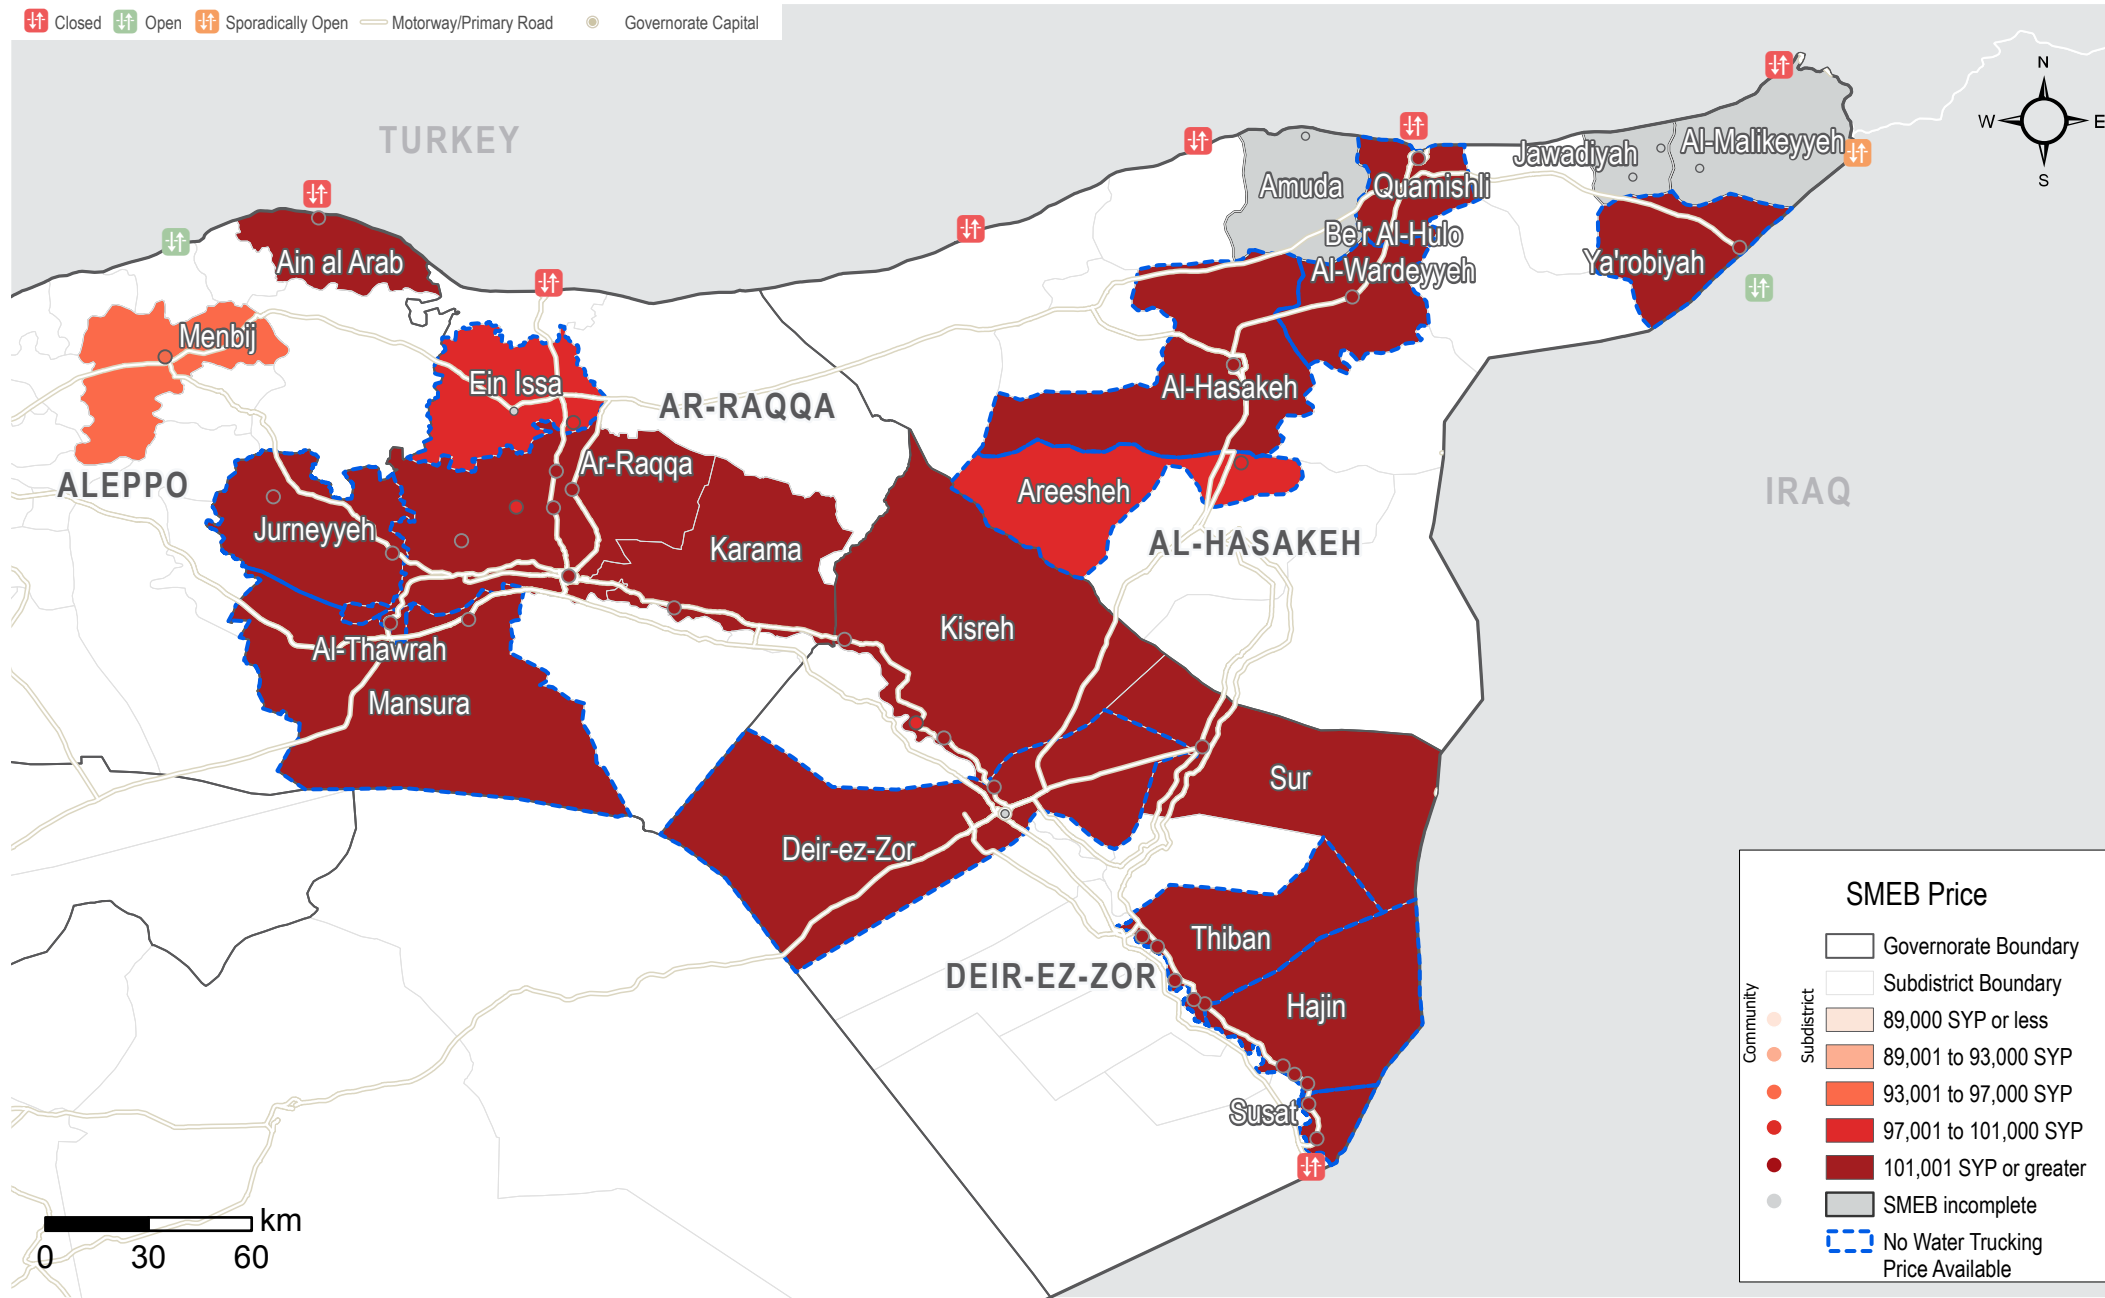 Closed
Open
Sporadically Open
Motorway/Primary Road
Governorate Capital
N
W
E
S
TURKEY
Amuda
Quamishli
Jawadiyah
Al-Malikeyyeh
Be'r Al-Hulo
Al-Wardeyyeh
Ya'robiyah
Ain al Arab
Menbij
Ein Issa
AR-RAQQA
Al-Hasakeh
Ar-Raqqa
ALEPPO
Areesheh
IRAQ
Jurneyyeh
Karama
AL-HASAKEH
Kisreh
Al-Thawrah
Mansura
Sur
Deir-ez-Zor
Thiban
DEIR-EZ-ZOR
Hajin
Susat
km
0 30 60
SMEB Price
Community
Subdistrict
Governorate Boundary
Subdistrict Boundary
89,000 SYP or less
89,001 to 93,000 SYP
93,001 to 97,000 SYP
97,001 to 101,000 SYP
101,001 SYP or greater
SMEB incomplete
No Water Trucking
Price Available